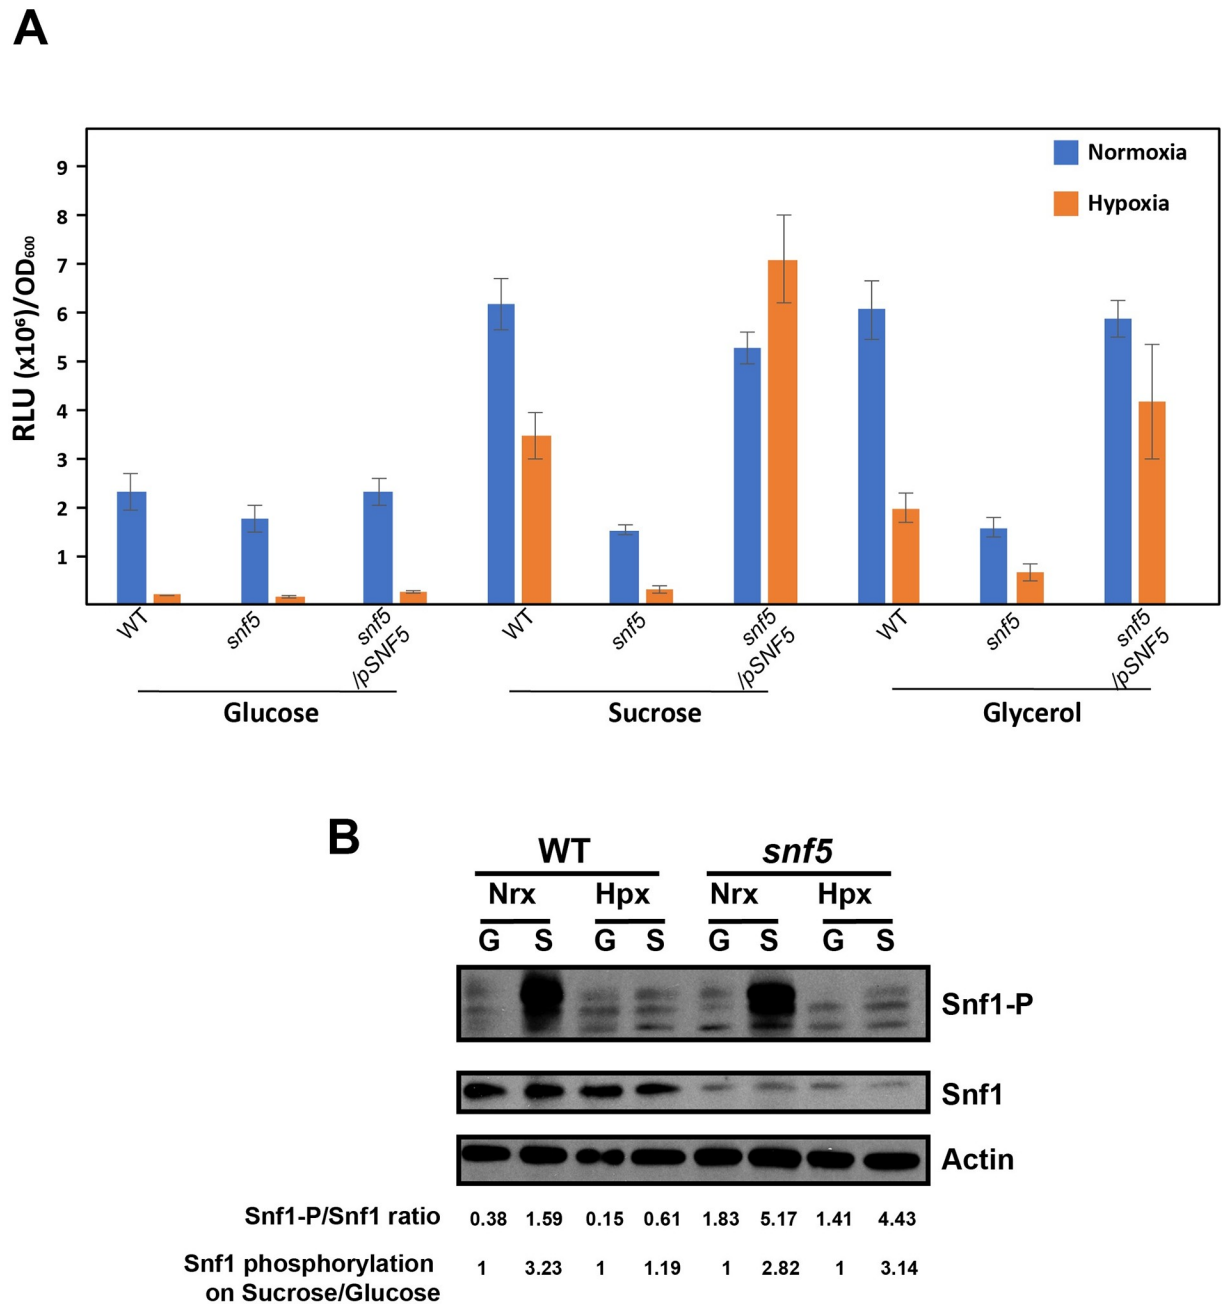 A
Normoxia
Hypoxia
RLU (x10⁶)/OD₆₀₀
9
8
7
6
5
4
3
2
1
WT
snf5
snf5
/pSNF5
WT
snf5
snf5
/pSNF5
WT
snf5
snf5
/pSNF5
Glucose
Sucrose
Glycerol
B
WT snf5
Nrx Hpx Nrx Hpx
G S G S G S G S
Snf1-P
Snf1
Actin
Snf1-P/Snf1 ratio 0.38 1.59 0.15 0.61 1.83 5.17 1.41 4.43
Snf1 phosphorylation 1 3.23 1 1.19 1 2.82 1 3.14
on Sucrose/Glucose